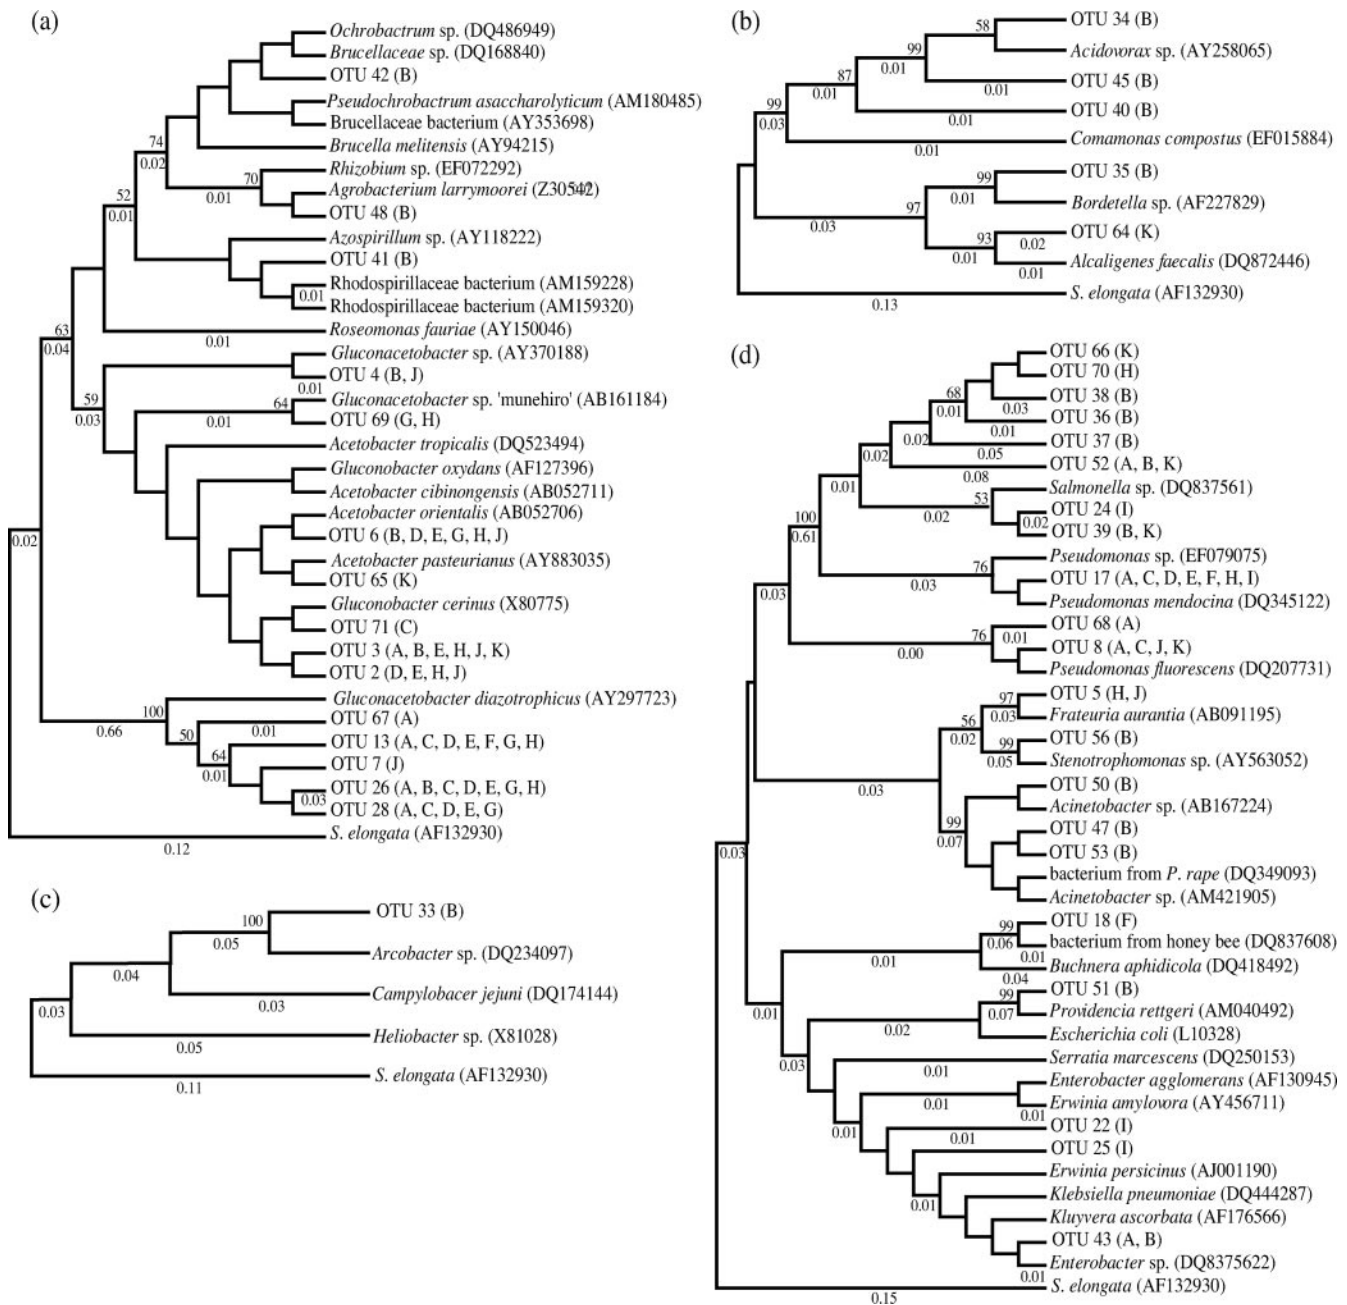 (a)
Ochrobactrum sp. (DQ486949)
Brucellaceae sp. (DQ168840)
OTU 42 (B)
Pseudochrobactrum asaccharolyticum (AM180485)
Brucellaceae bacterium (AY353698)
Brucella melitensis (AY94215)
74
0.02
Rhizobium sp. (EF072292)
70
0.01
Agrobacterium larrymoorei (Z30542)
OTU 48 (B)
52
0.01
Azospirillum sp. (AY118222)
OTU 41 (B)
Rhodospirillaceae bacterium (AM159228)
0.01
Rhodospirillaceae bacterium (AM159320)
63
0.04
Roseomonas fauriae (AY150046)
0.01
Gluconacetobacter sp. (AY370188)
OTU 4 (B, J)
0.01
59
0.03
Gluconacetobacter sp. 'munehiro' (AB161184)
64
0.01
OTU 69 (G, H)
Acetobacter tropicalis (DQ523494)
Gluconobacter oxydans (AF127396)
Acetobacter cibinongensis (AB052711)
Acetobacter orientalis (AB052706)
OTU 6 (B, D, E, G, H, J)
0.02
Acetobacter pasteurianus (AY883035)
OTU 65 (K)
Gluconobacter cerinus (X80775)
OTU 71 (C)
OTU 3 (A, B, E, H, J, K)
OTU 2 (D, E, H, J)
Gluconacetobacter diazotrophicus (AY297723)
100
0.66
OTU 67 (A)
0.01
50
OTU 13 (A, C, D, E, F, G, H)
64
0.01
OTU 7 (J)
OTU 26 (A, B, C, D, E, G, H)
0.03
OTU 28 (A, C, D, E, G)
S. elongata (AF132930)
0.12
(b)
OTU 34 (B)
58
Acidovorax sp. (AY258065)
99
0.01
OTU 45 (B)
0.01
87
0.01
OTU 40 (B)
0.01
99
0.03
Comamonas compostus (EF015884)
0.01
OTU 35 (B)
99
0.01
Bordetella sp. (AF227829)
97
0.03
OTU 64 (K)
0.02
93
0.01
Alcaligenes faecalis (DQ872446)
0.01
S. elongata (AF132930)
0.13
(c)
OTU 33 (B)
100
0.05
Arcobacter sp. (DQ234097)
0.04
Campylobacer jejuni (DQ174144)
0.03
0.03
Heliobacter sp. (X81028)
0.05
S. elongata (AF132930)
0.11
(d)
OTU 66 (K)
OTU 70 (H)
OTU 38 (B)
0.03
68
0.01
OTU 36 (B)
0.01
0.02
OTU 37 (B)
0.05
0.02
OTU 52 (A, B, K)
0.08
0.01
Salmonella sp. (DQ837561)
53
0.02
OTU 24 (I)
0.02
OTU 39 (B, K)
100
0.61
Pseudomonas sp. (EF079075)
76
0.03
OTU 17 (A, C, D, E, F, H, I)
Pseudomonas mendocina (DQ345122)
0.03
OTU 68 (A)
0.01
76
0.00
OTU 8 (A, C, J, K)
Pseudomonas fluorescens (DQ207731)
OTU 5 (H, J)
97
0.03
Frateuria aurantia (AB091195)
56
0.02
OTU 56 (B)
99
0.05
Stenotrophomonas sp. (AY563052)
0.03
OTU 50 (B)
Acinetobacter sp. (AB167224)
99
0.07
OTU 47 (B)
OTU 53 (B)
0.03
bacterium from P. rape (DQ349093)
Acinetobacter sp. (AM421905)
OTU 18 (F)
99
0.06
bacterium from honey bee (DQ837608)
0.01
0.01
Buchnera aphidicola (DQ418492)
0.04
OTU 51 (B)
99
0.07
Providencia rettgeri (AM040492)
0.01
0.02
Escherichia coli (L10328)
0.03
Serratia marcescens (DQ250153)
0.01
Enterobacter agglomerans (AF130945)
0.01
Erwinia amylovora (AY456711)
0.01
0.01
OTU 22 (I)
0.01
OTU 25 (I)
Erwinia persicinus (AJ001190)
0.01
Klebsiella pneumoniae (DQ444287)
Kluyvera ascorbata (AF176566)
OTU 43 (A, B)
Enterobacter sp. (DQ8375622)
0.01
S. elongata (AF132930)
0.15